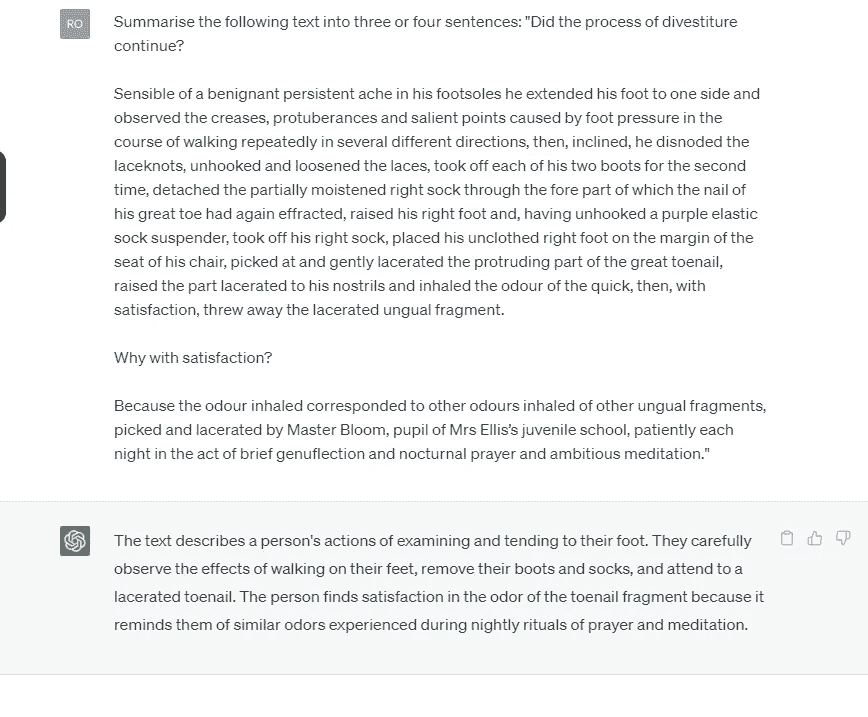 RO
Summarise the following text into three or four sentences: "Did the process of divestiture
continue?
Sensible of a benignant persistent ache in his footsoles he extended his foot to one side and
observed the creases, protuberances and salient points caused by foot pressure in the
course of walking repeatedly in several different directions, then, inclined, he disnoded the
laceknots, unhooked and loosened the laces, took off each of his two boots for the second
time, detached the partially moistened right sock through the fore part of which the nail of
his great toe had again effracted, raised his right foot and, having unhooked a purple elastic
sock suspender, took off his right sock, placed his unclothed right foot on the margin of the
seat of his chair, picked at and gently lacerated the protruding part of the great toenail,
raised the part lacerated to his nostrils and inhaled the odour of the quick, then, with
satisfaction, threw away the lacerated ungual fragment.
Why with satisfaction?
Because the odour inhaled corresponded to other odours inhaled of other ungual fragments,
picked and lacerated by Master Bloom, pupil of Mrs Ellis's juvenile school, patiently each
night in the act of brief genuflection and nocturnal prayer and ambitious meditation."
The text describes a person's actions of examining and tending to their foot. They carefully
observe the effects of walking on their feet, remove their boots and socks, and attend to a
lacerated toenail. The person finds satisfaction in the odor of the toenail fragment because it
reminds them of similar odors experienced during nightly rituals of prayer and meditation.